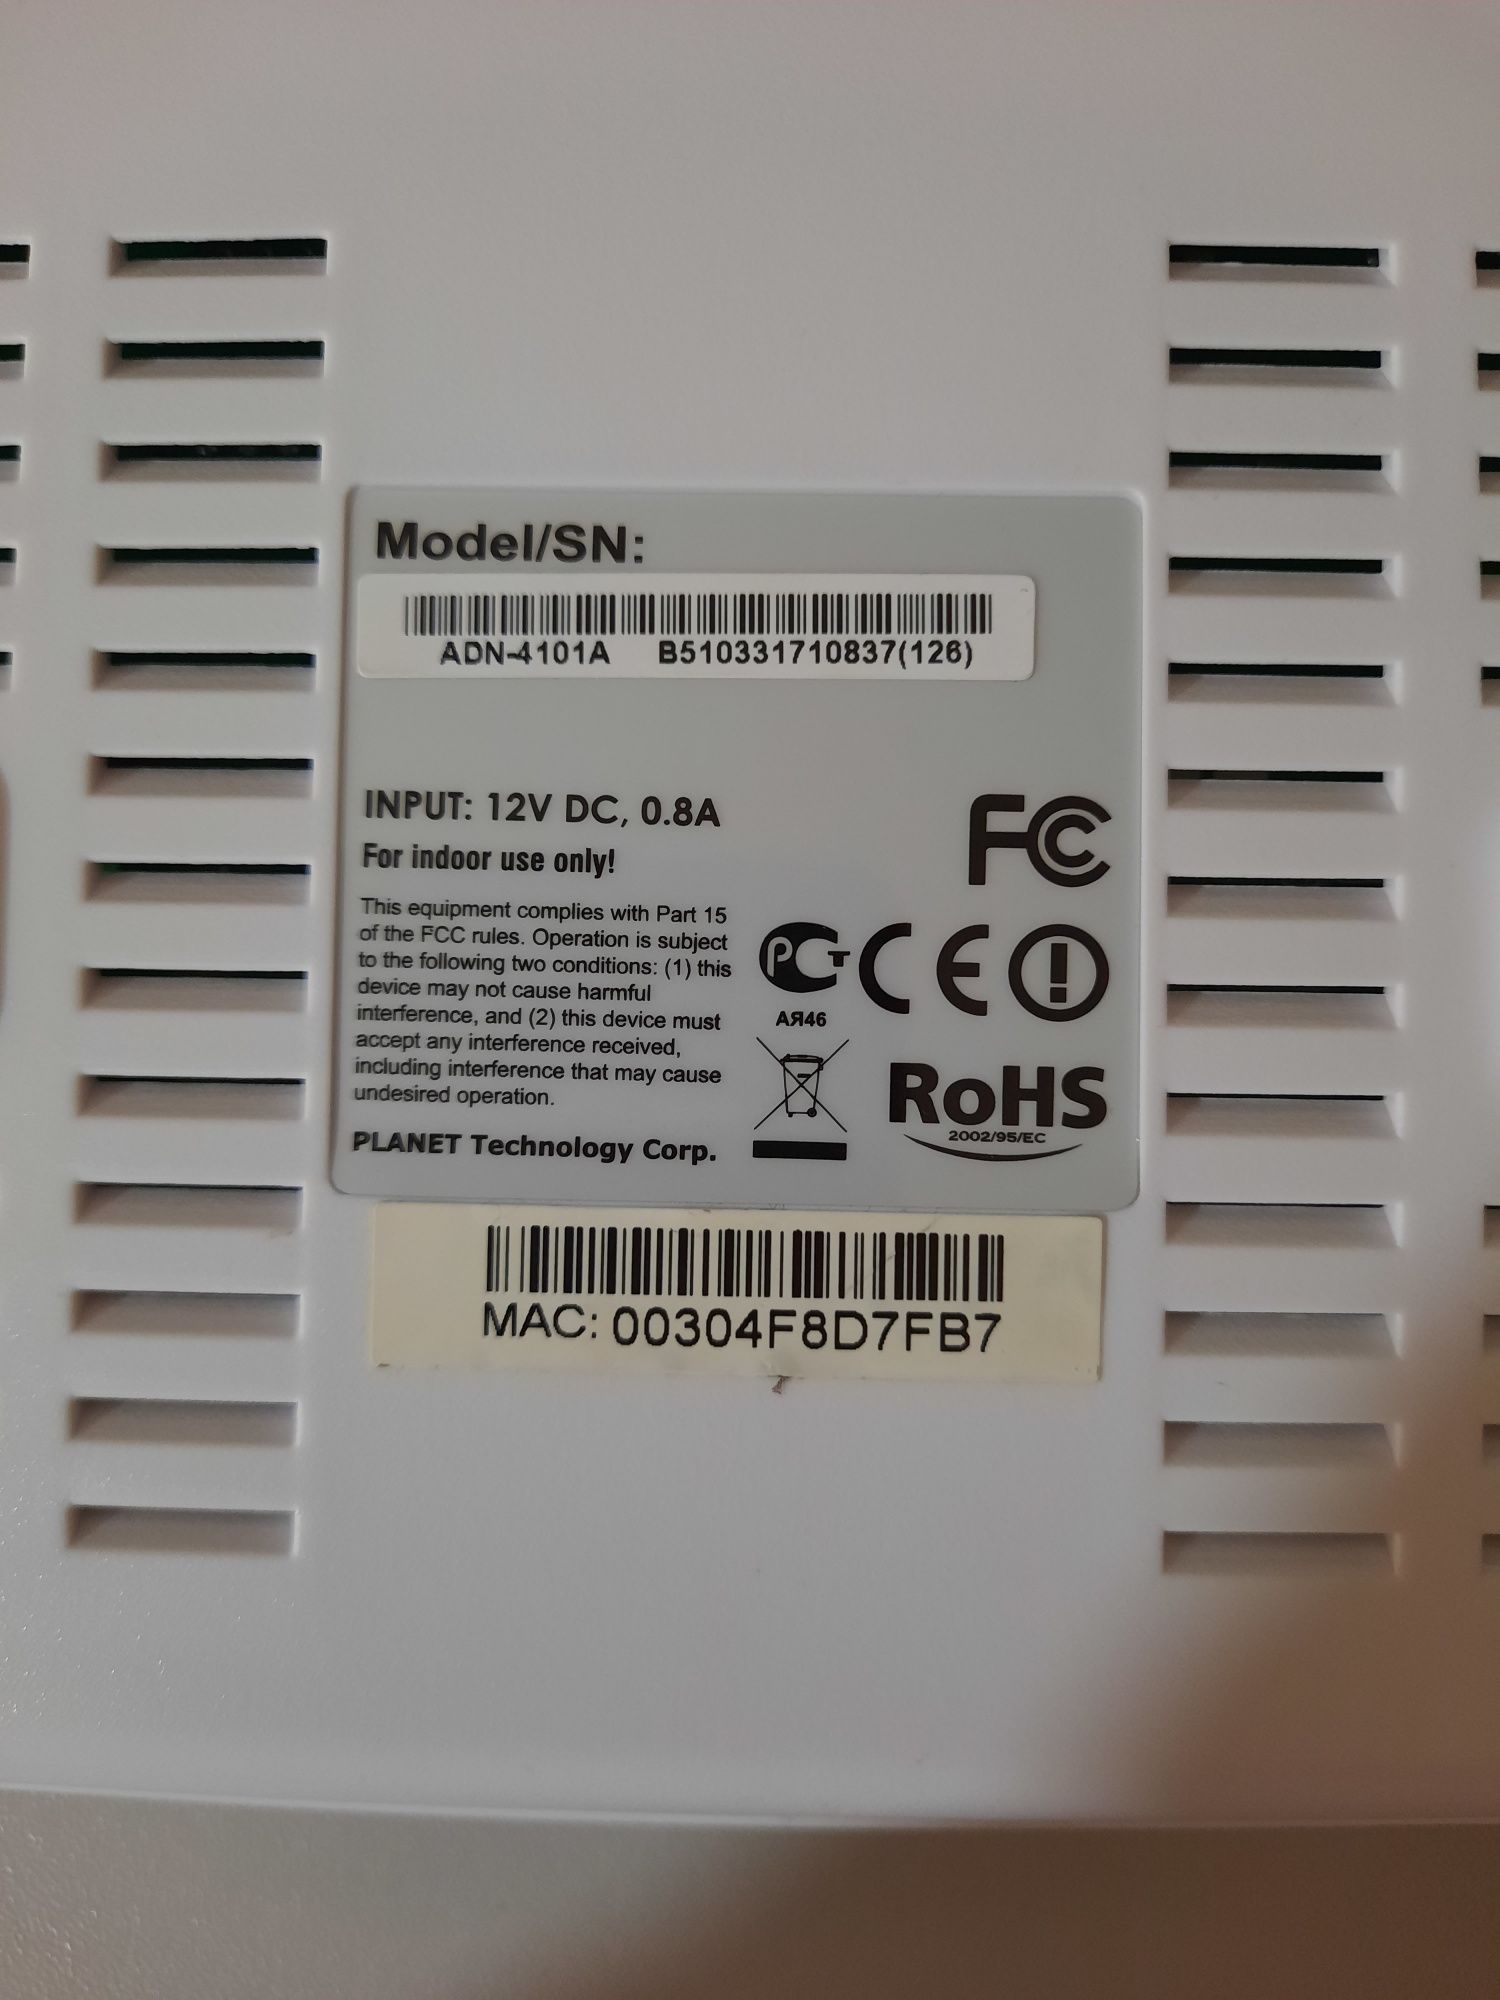 Model/SN:
ADN-4101A B510331710837(126)
INPUT: 12V DC, 0.8A
For indoor use only!
This equipment complies with Part 15
of the FCC rules. Operation is subject
to the following two conditions: (1) this
device may not cause harmful
interference, and (2) this device must
accept any interference received,
including interference that may cause
undesired operation.
PLANET Technology Corp.
FC
РСТ CE
АЯ46
RoHS
2002/95/EC
MAC: 00304F8D7FB7